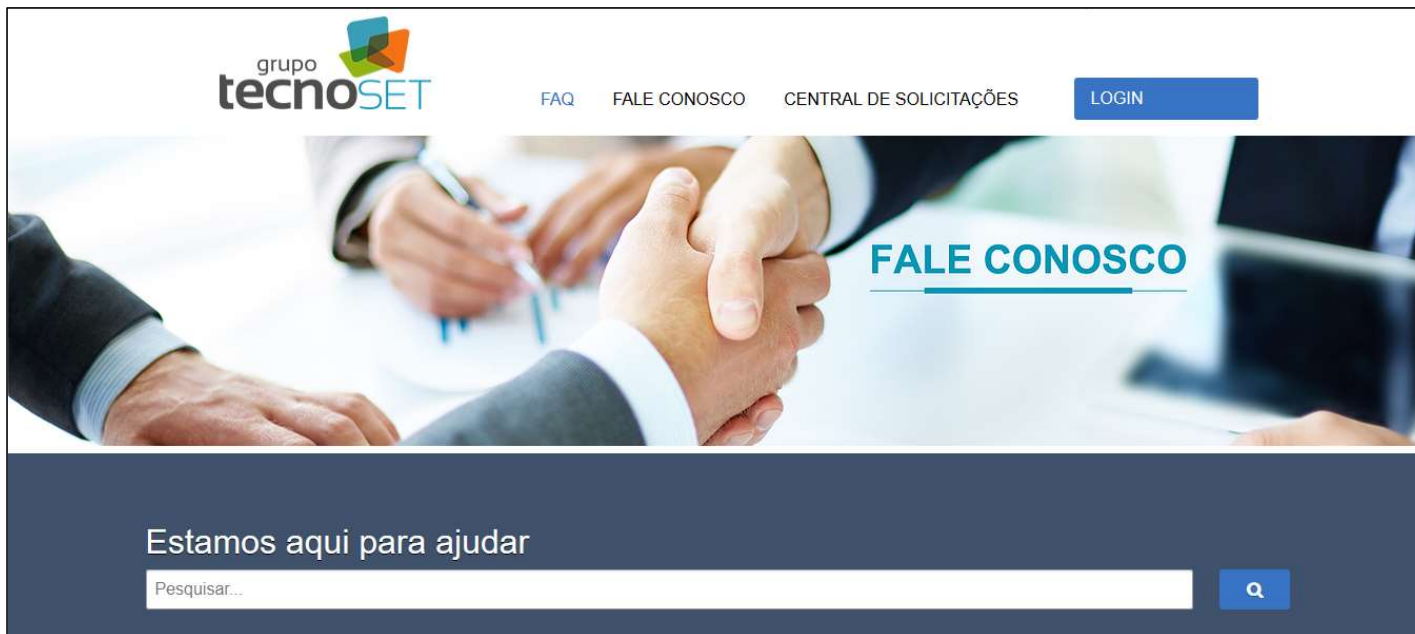 grupo
tecnoSET
FAQ FALE CONOSCO CENTRAL DE SOLICITAÇÕES LOGIN
FALE CONOSCO
Estamos aqui para ajudar
Pesquisar...